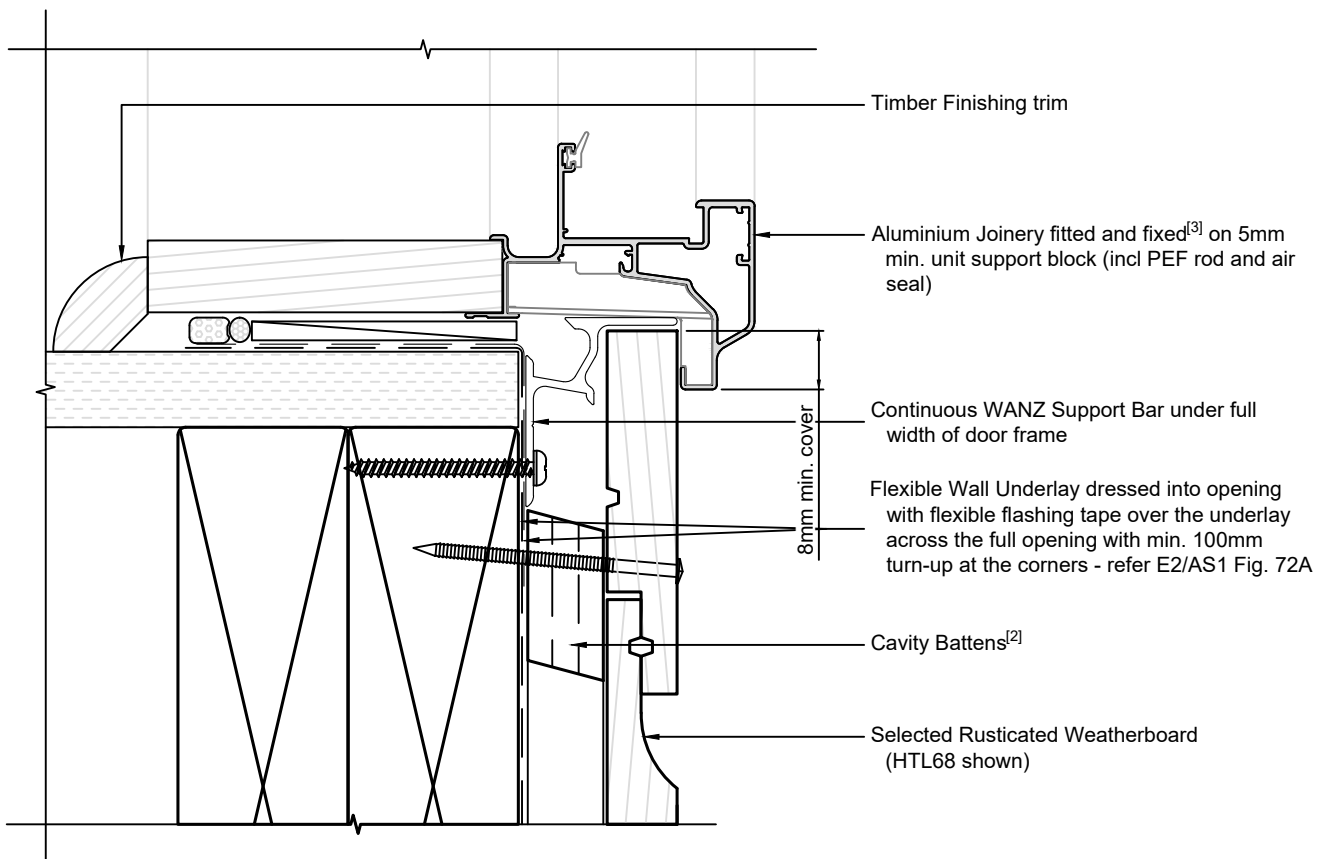 Timber Finishing trim
Aluminium Joinery fitted and fixed[3] on 5mm
min. unit support block (incl PEF rod and air
seal)
Continuous WANZ Support Bar under full
width of door frame
8mm min. cover
Flexible Wall Underlay dressed into opening
with flexible flashing tape over the underlay
across the full opening with min. 100mm
turn-up at the corners - refer E2/AS1 Fig. 72A
Cavity Battens[2]
Selected Rusticated Weatherboard
(HTL68 shown)